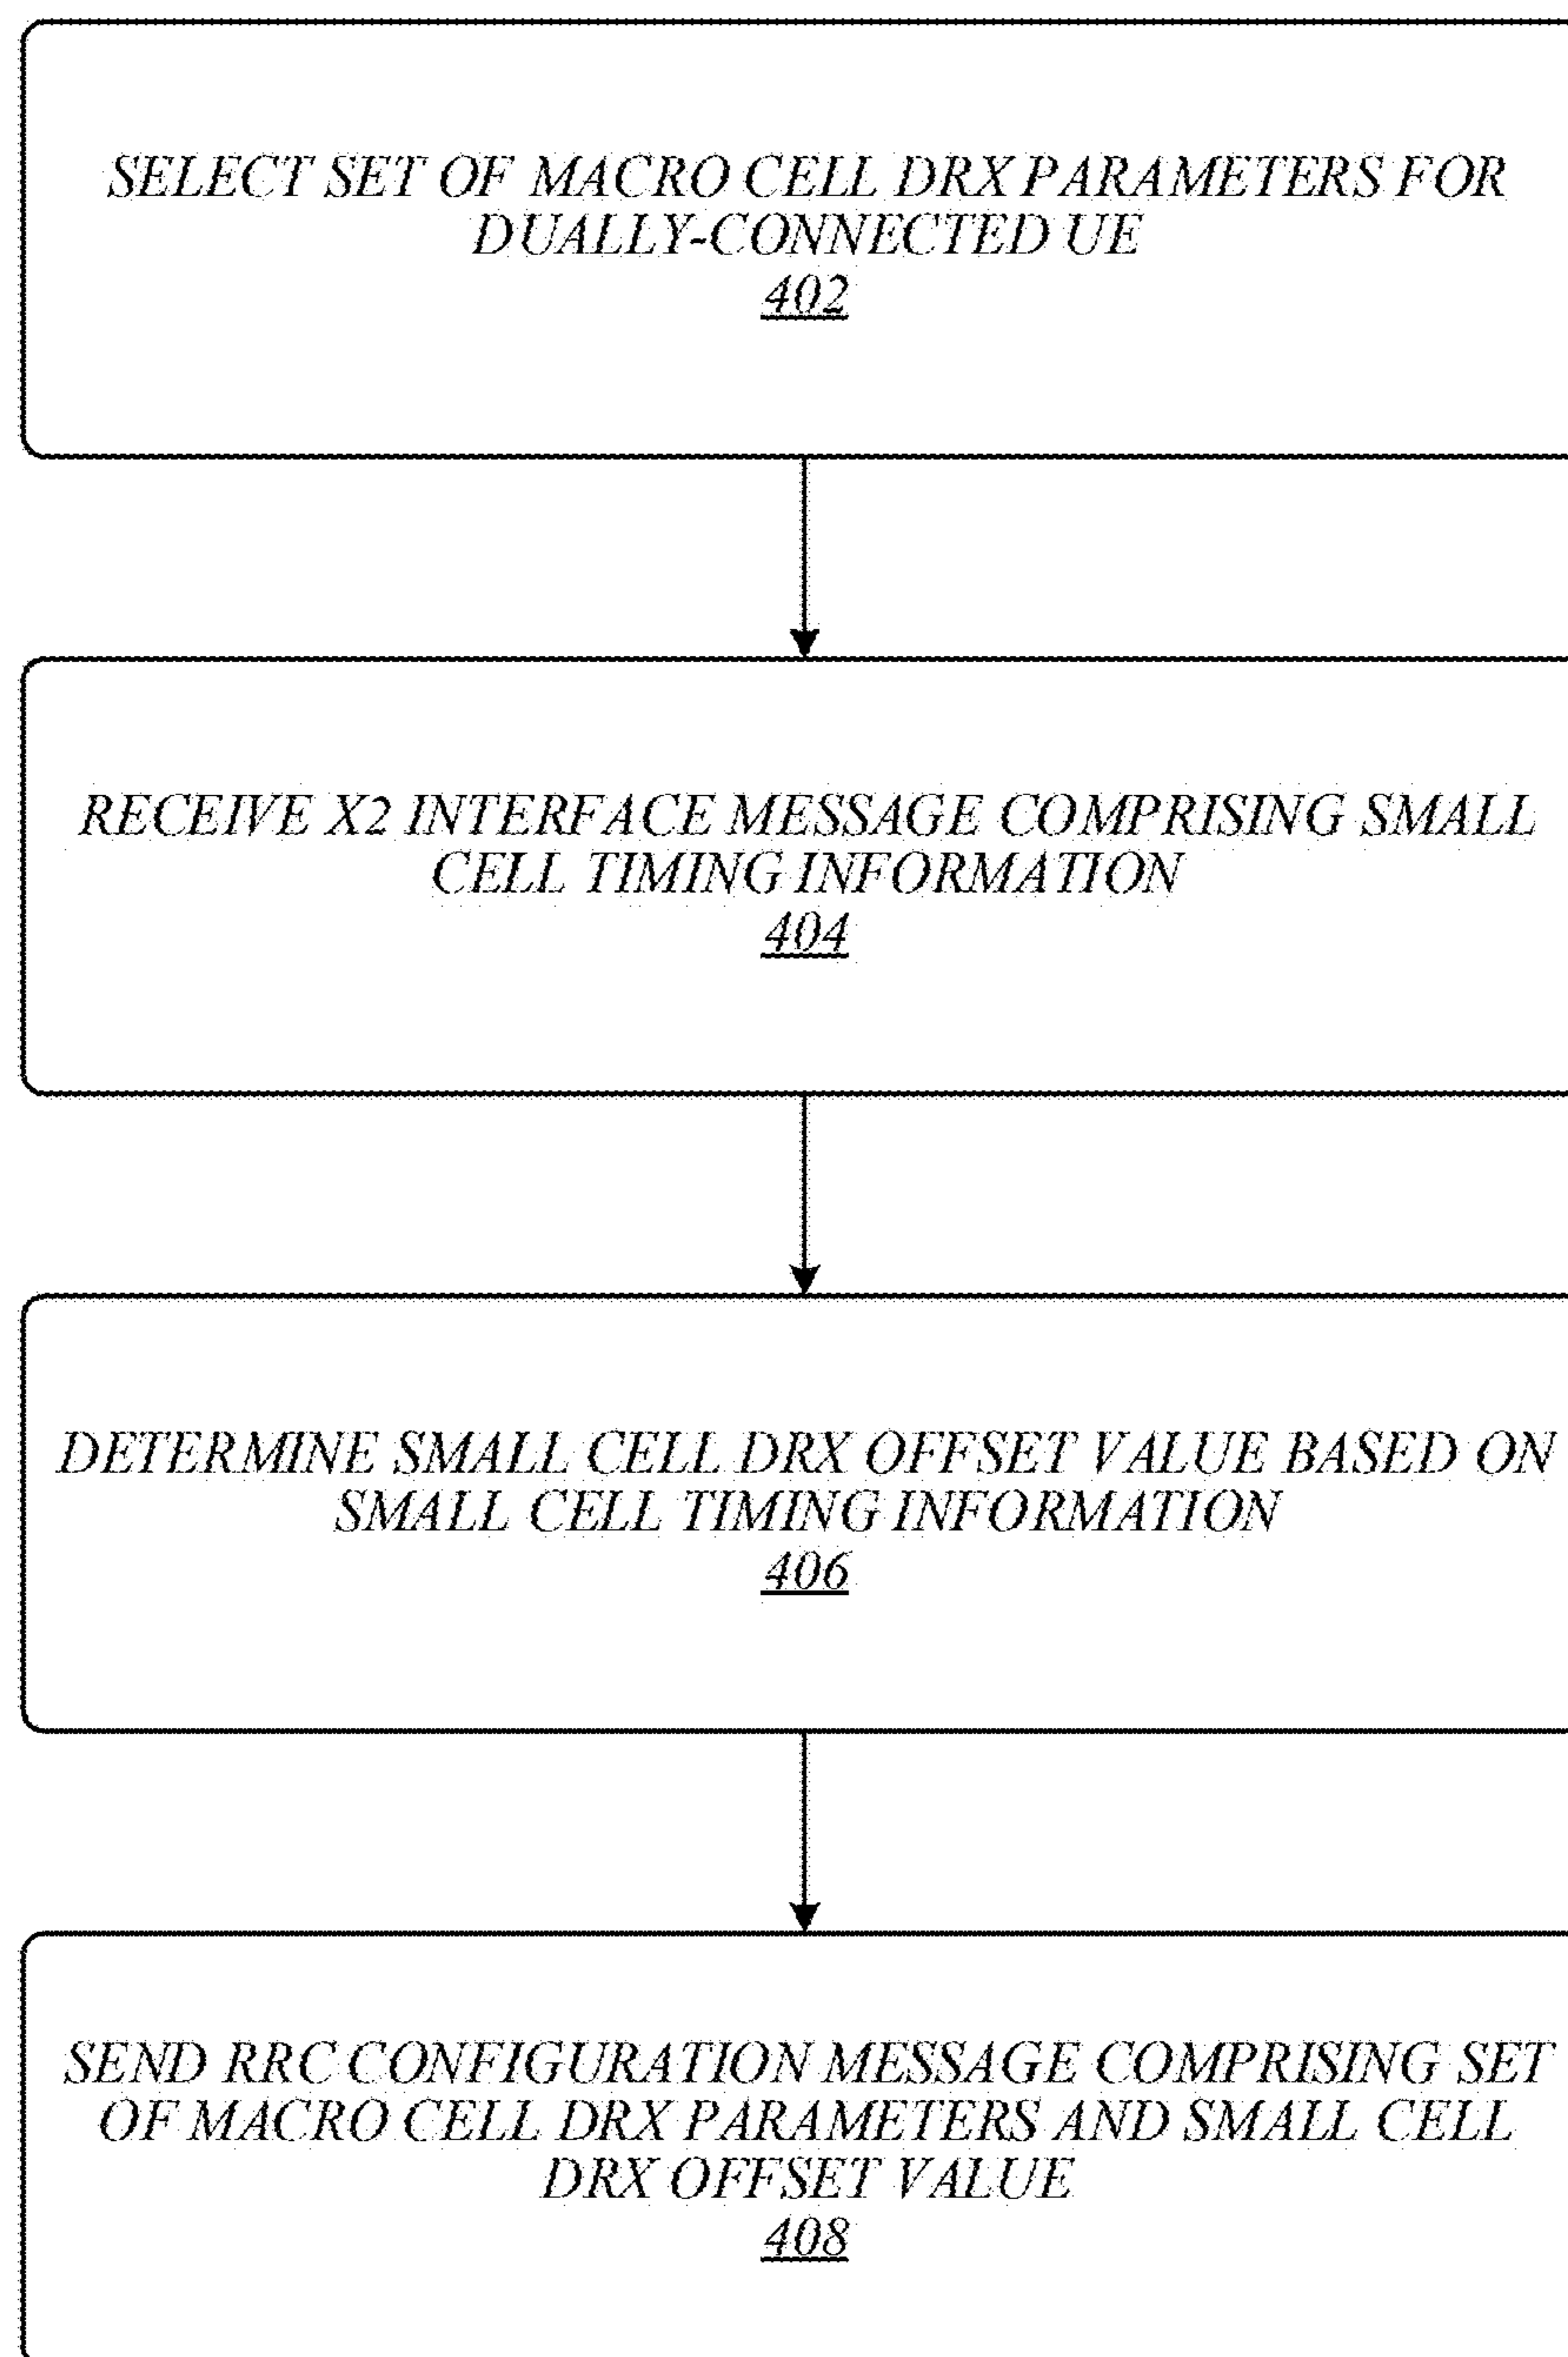 SELECT SET OF MACRO CELL DRX PARAMETERS FOR
DUALLY-CONNECTED UE
402
RECEIVE X2 INTERFACE MESSAGE COMPRISING SMALL
CELL TIMING INFORMATION
404
DETERMINE SMALL CELL DRX OFFSET VALUE BASED ON
SMALL CELL TIMING INFORMATION
406
SEND RRC CONFIGURATION MESSAGE COMPRISING SET
OF MACRO CELL DRX PARAMETERS AND SMALL CELL
DRX OFFSET VALUE
408